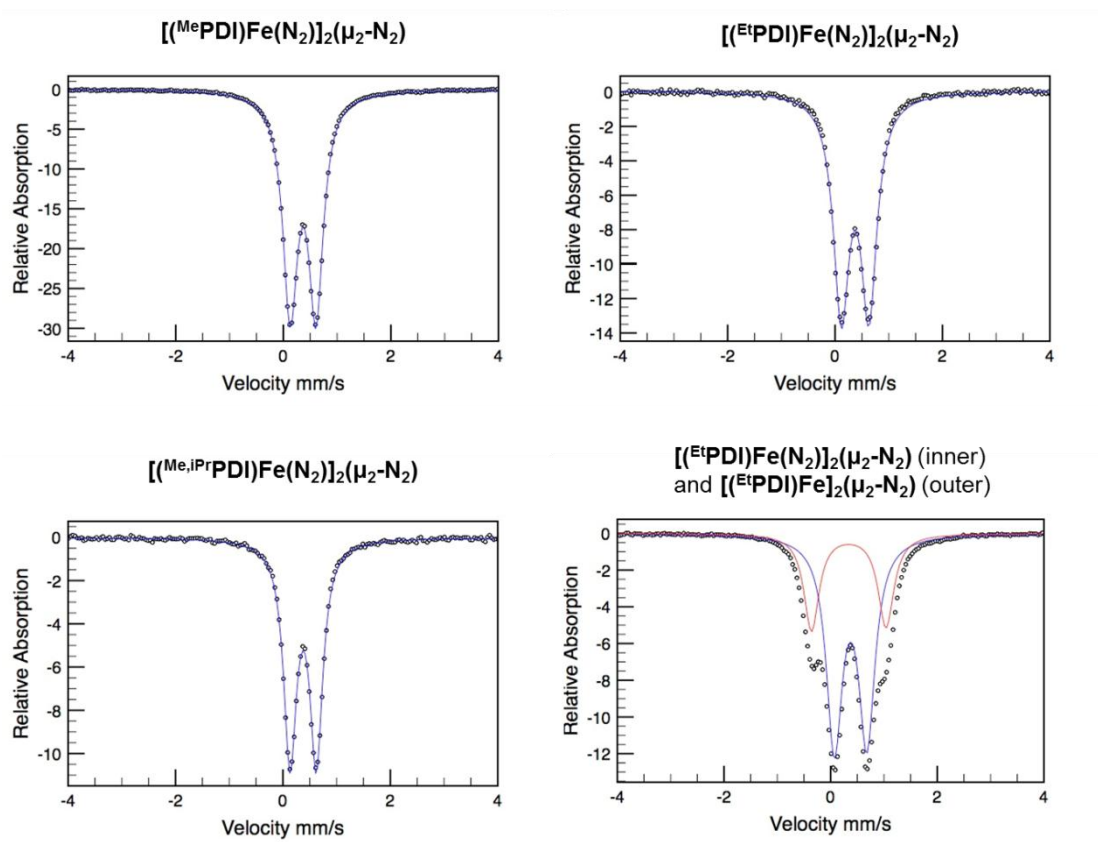 [(ᴹᵉPDI)Fe(N₂)]₂(μ₂-N₂)
0
-5
-10
-15
-20
-25
-30
Relative Absorption
-4 -2 0 2 4
Velocity mm/s
[(ᴱᵗPDI)Fe(N₂)]₂(μ₂-N₂)
0
-2
-4
-6
-8
-10
-12
-14
Relative Absorption
-4 -2 0 2 4
Velocity mm/s
[(ᴹᵉ,ⁱᴾʳPDI)Fe(N₂)]₂(μ₂-N₂)
0
-2
-4
-6
-8
-10
Relative Absorption
-4 -2 0 2 4
Velocity mm/s
[(ᴱᵗPDI)Fe(N₂)]₂(μ₂-N₂) (inner)
and [(ᴱᵗPDI)Fe]₂(μ₂-N₂) (outer)
0
-2
-4
-6
-8
-10
-12
Relative Absorption
-4 -2 0 2 4
Velocity mm/s